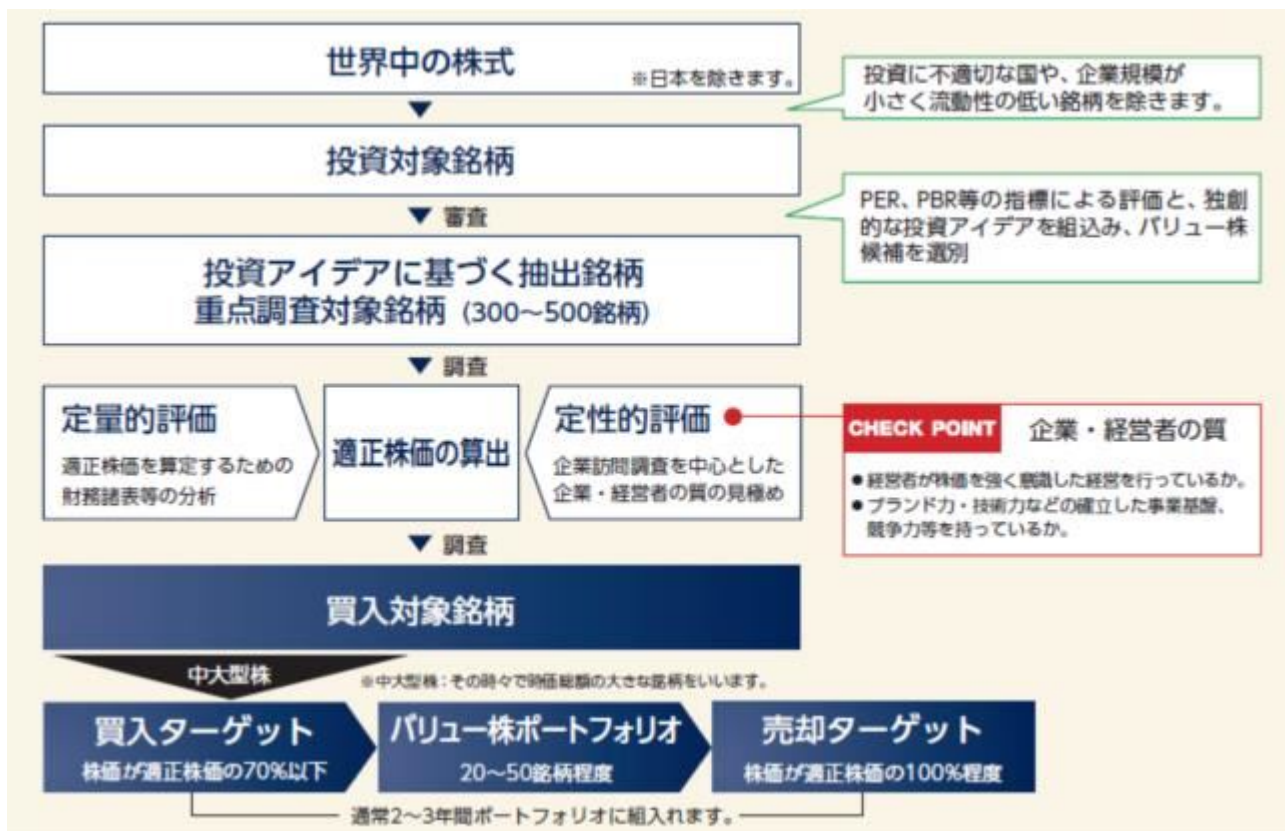 世界中の株式
※日本を除きます。
投資に不適切な国や、企業規模が
小さく流動性の低い銘柄を除きます。
投資対象銘柄
▼ 審査
PER、PBR等の指標による評価と、独創
的な投資アイデアを組込み、バリュー株
候補を選別
投資アイデアに基づく抽出銘柄
重点調査対象銘柄 (300~500銘柄)
▼ 調査
定量的評価
適正株価を算定するための
財務諸表等の分析
適正株価の算出
定性的評価
企業訪問調査を中心とした
企業・経営者の質の見極め
CHECK POINT 企業・経営者の質
●経営者が株価を強く意識した経営を行っているか。
●ブランド力・技術力などの確立した事業基盤、
競争力等を持っているか。
▼ 調査
買入対象銘柄
中大型株
※中大型株:その時々で時価総額の大きな銘柄をいいます。
買入ターゲット
株価が適正株価の70%以下
バリュー株ポートフォリオ
20~50銘柄程度
売却ターゲット
株価が適正株価の100%程度
通常2~3年間ポートフォリオに組入れます。